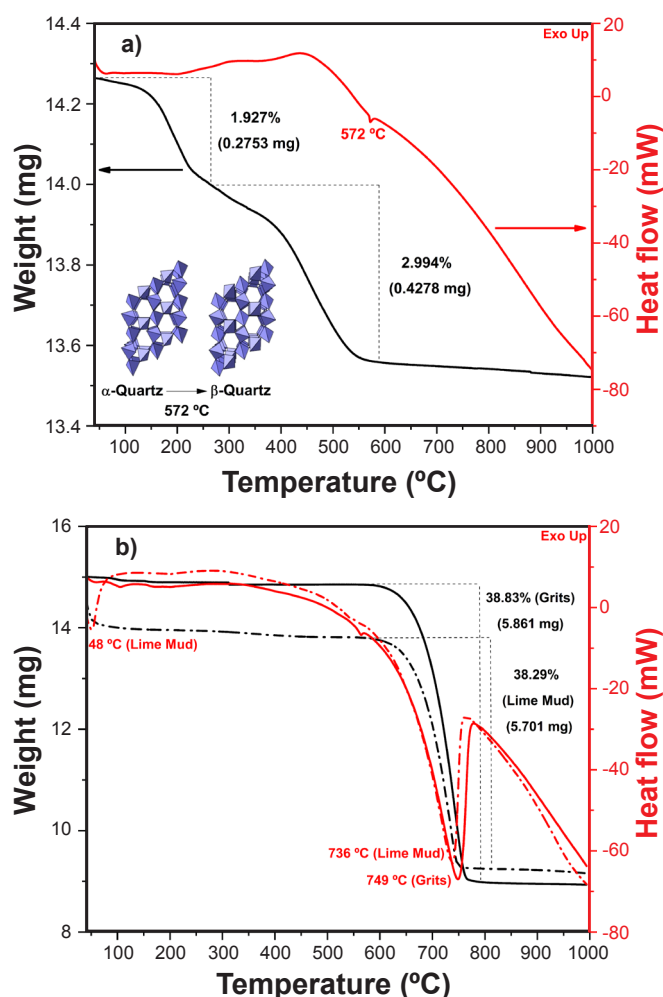 a)
Exo Up
14.4
14.2
14.0
13.8
13.6
13.4
Weight (mg)
20
0
-20
-40
-60
-80
Heat flow (mW)
1.927%
(0.2753 mg)
572 ºC
2.994%
(0.4278 mg)
α-Quartz β-Quartz
572 ºC
100 200 300 400 500 600 700 800 900 1000
Temperature (ºC)
b)
Exo Up
16
14
12
10
8
Weight (mg)
20
0
-20
-40
-60
-80
Heat flow (mW)
38.83% (Grits)
(5.861 mg)
48 ºC (Lime Mud)
38.29%
(Lime Mud)
(5.701 mg)
736 ºC (Lime Mud)
749 ºC (Grits)
100 200 300 400 500 600 700 800 900 1000
Temperature (ºC)